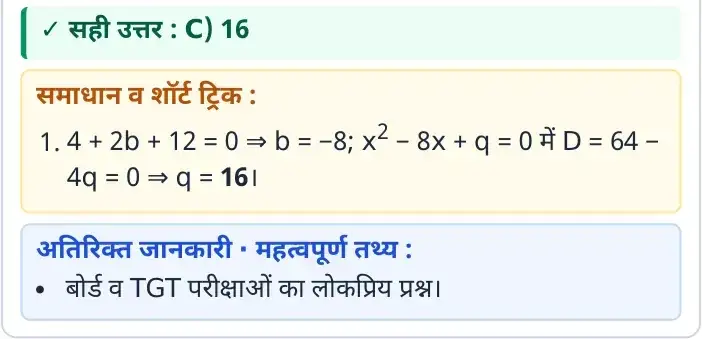 ✓ सही उत्तर : C) 16
समाधान व शॉर्ट ट्रिक :
1. 4 + 2b + 12 = 0 ⇒ b = −8; x² − 8x + q = 0 में D = 64 −
4q = 0 ⇒ q = 16।
अतिरिक्त जानकारी · महत्वपूर्ण तथ्य :
• बोर्ड व TGT परीक्षाओं का लोकप्रिय प्रश्न।